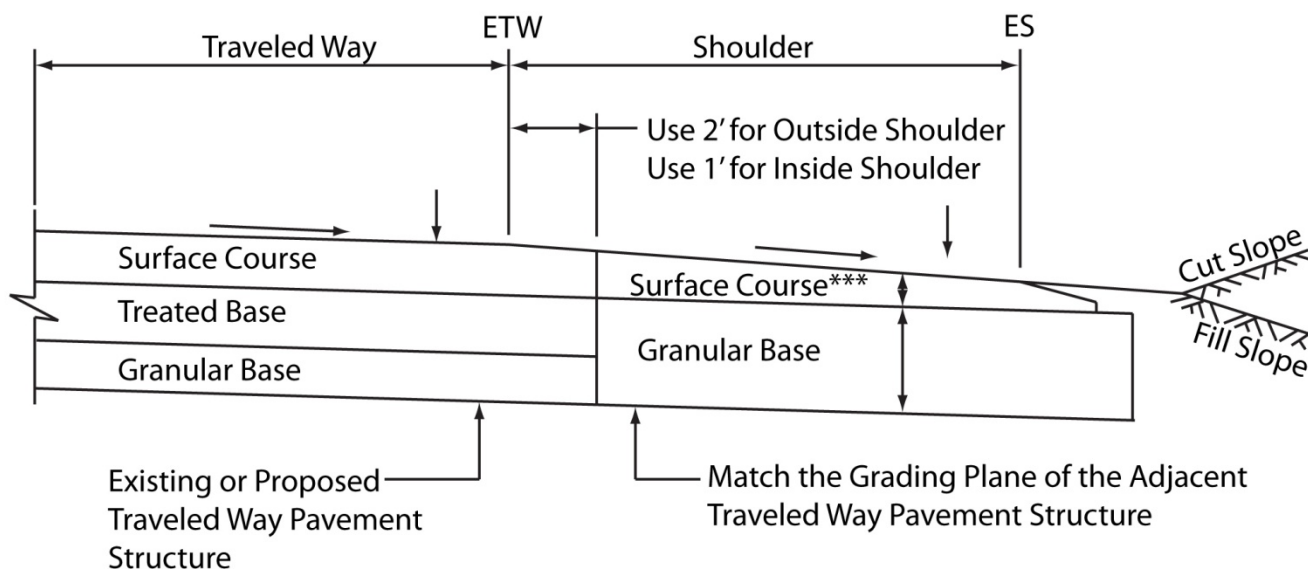 ETW
ES
Traveled Way
Shoulder
Use 2’ for Outside Shoulder
Use 1’ for Inside Shoulder
Surface Course
Surface Course***
Cut Slope
Treated Base
Fill Slope
Granular Base
Granular Base
Existing or Proposed
Traveled Way Pavement
Structure
Match the Grading Plane of the Adjacent
Traveled Way Pavement Structure